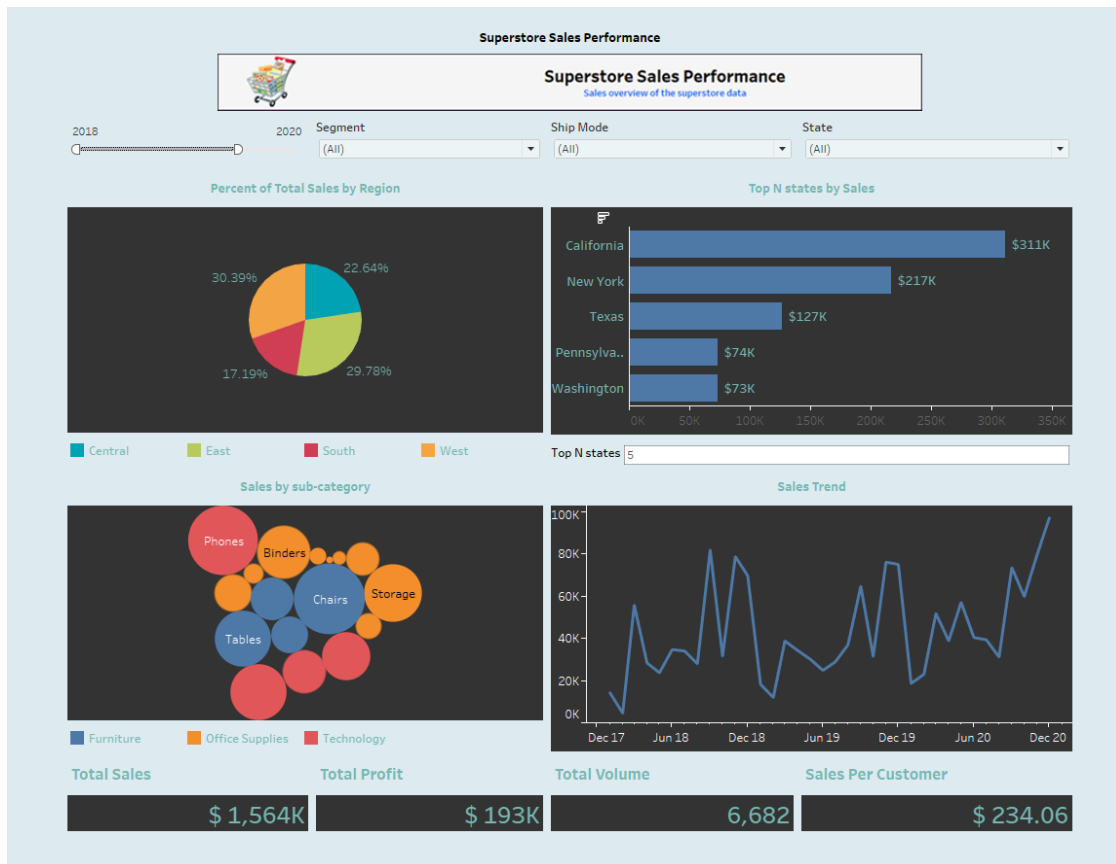 Superstore Sales Performance
Superstore Sales Performance
Sales overview of the superstore data
2018 2020
Segment
(All)
Ship Mode
(All)
State
(All)
Percent of Total Sales by Region
30.39%
22.64%
17.19%
29.78%
Central East South West
Top N states by Sales
California $311K
New York $217K
Texas $127K
Pennsylva.. $74K
Washington $73K
0K 50K 100K 150K 200K 250K 300K 350K
Top N states 5
Sales by sub-category
Phones
Binders
Chairs
Storage
Tables
Furniture Office Supplies Technology
Sales Trend
100K
80K
60K
40K
20K
0K
Dec 17 Jun 18 Dec 18 Jun 19 Dec 19 Jun 20 Dec 20
Total Sales
$ 1,564K
Total Profit
$ 193K
Total Volume
6,682
Sales Per Customer
$ 234.06